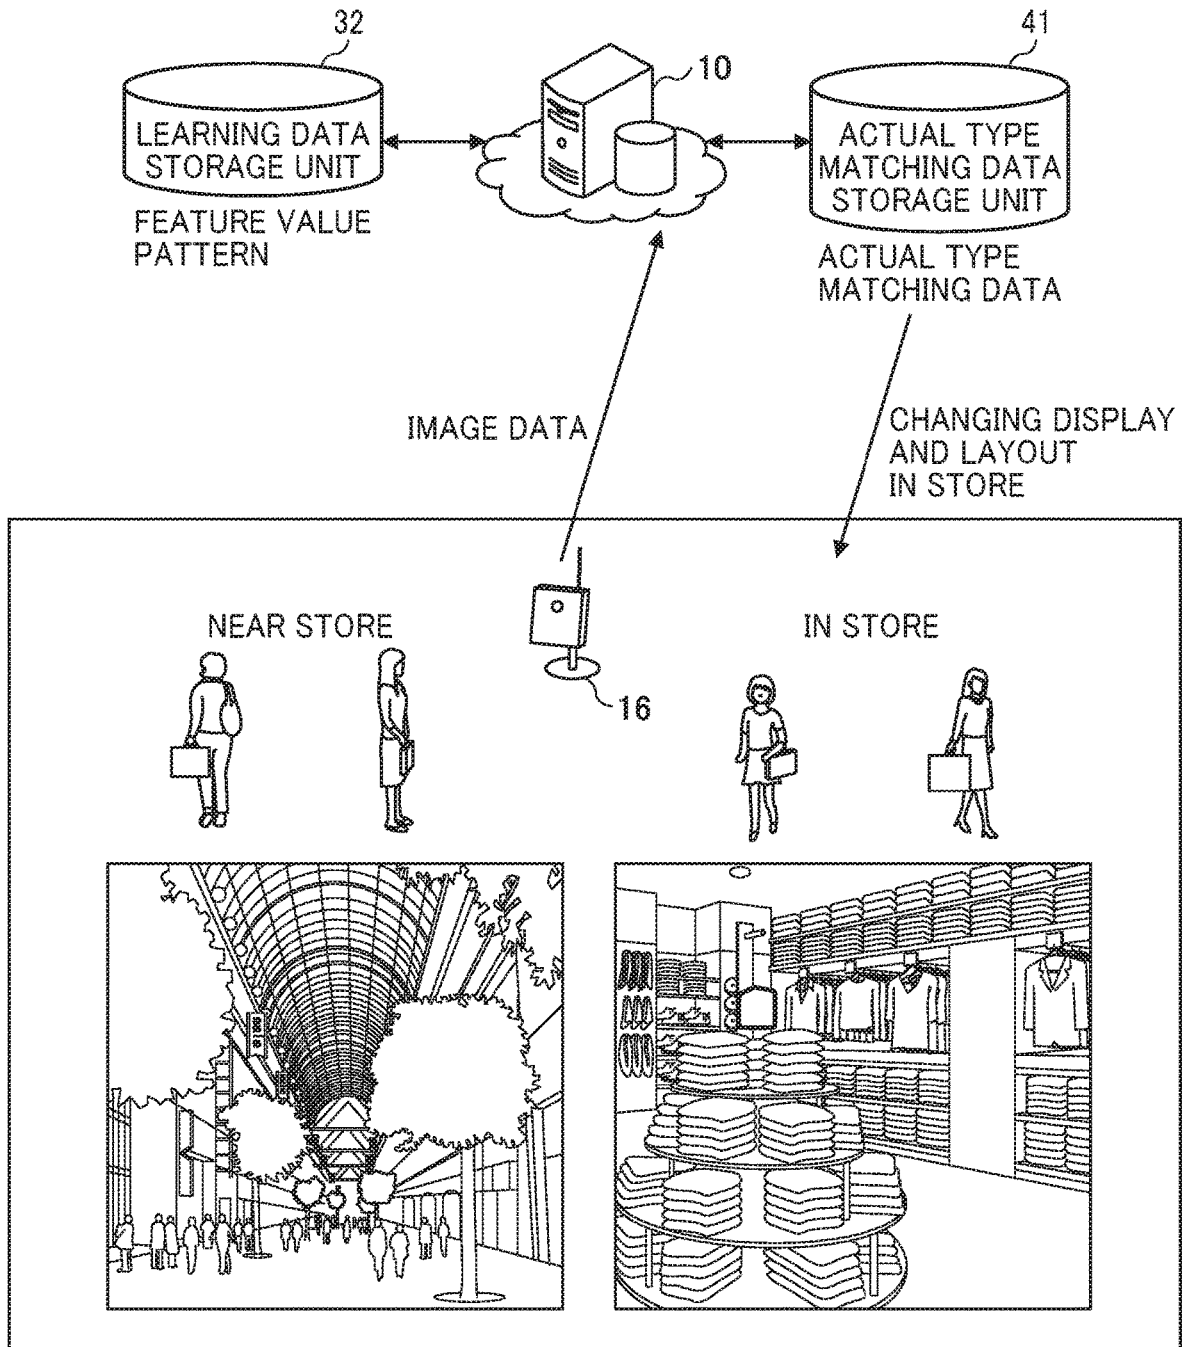 32
10
41
LEARNING DATA
STORAGE UNIT
ACTUAL TYPE
MATCHING DATA
STORAGE UNIT
FEATURE VALUE
PATTERN
ACTUAL TYPE
MATCHING DATA
IMAGE DATA
CHANGING DISPLAY
AND LAYOUT
IN STORE
NEAR STORE
IN STORE
16